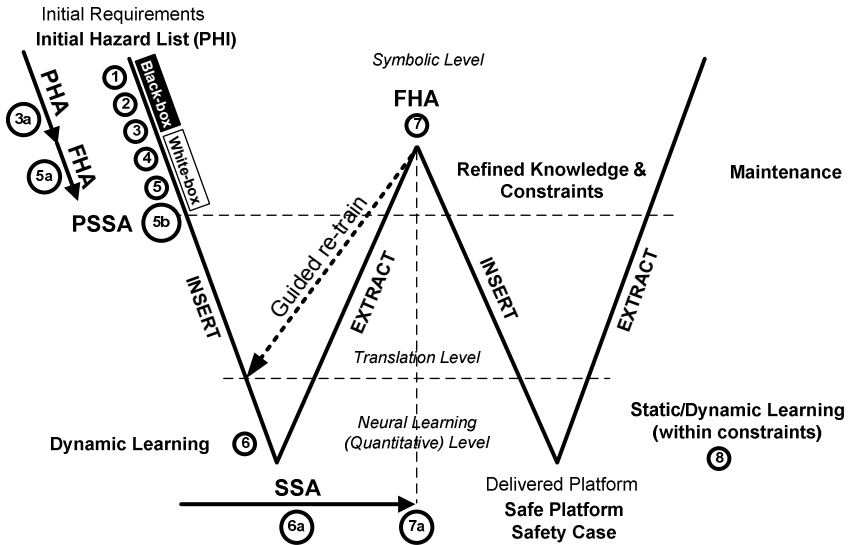 Initial Requirements
Initial Hazard List (PHI)
Symbolic Level
FHA
7
PHA
3a
FHA
5a
1
2
3
4
5
Black-box
White-box
PSSA
5b
Refined Knowledge &
Constraints
Maintenance
INSERT
Guided re-train
EXTRACT
INSERT
EXTRACT
Translation Level
Neural Learning
(Quantitative) Level
Dynamic Learning
6
Static/Dynamic Learning
(within constraints)
8
SSA
6a
7a
Delivered Platform
Safe Platform
Safety Case